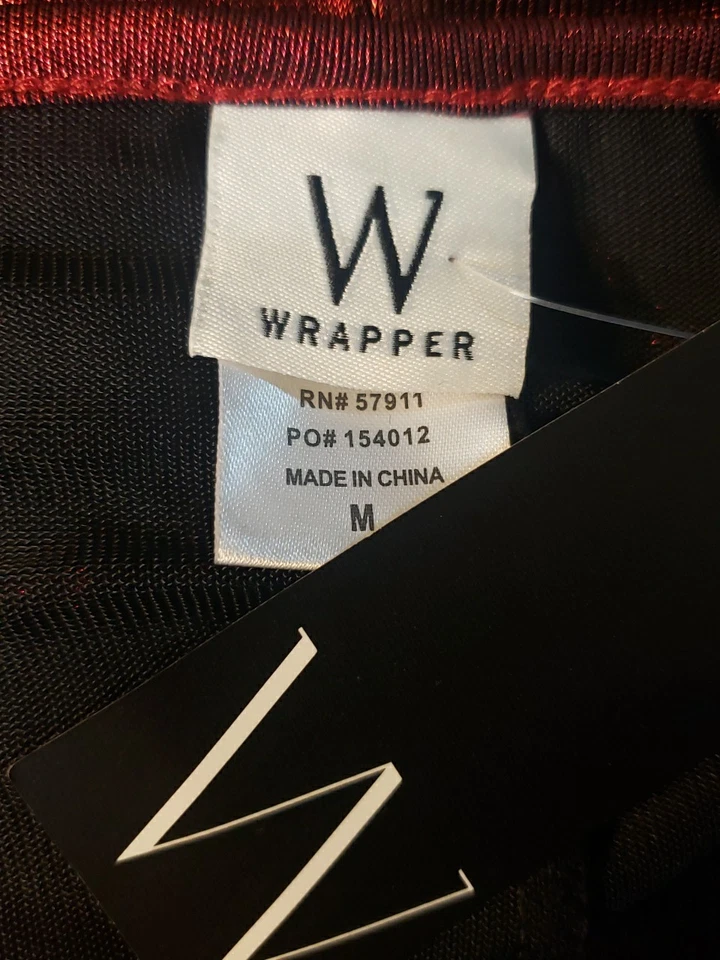 W
WRAPPER
RN# 57911
PO# 154012
MADE IN CHINA
M
W